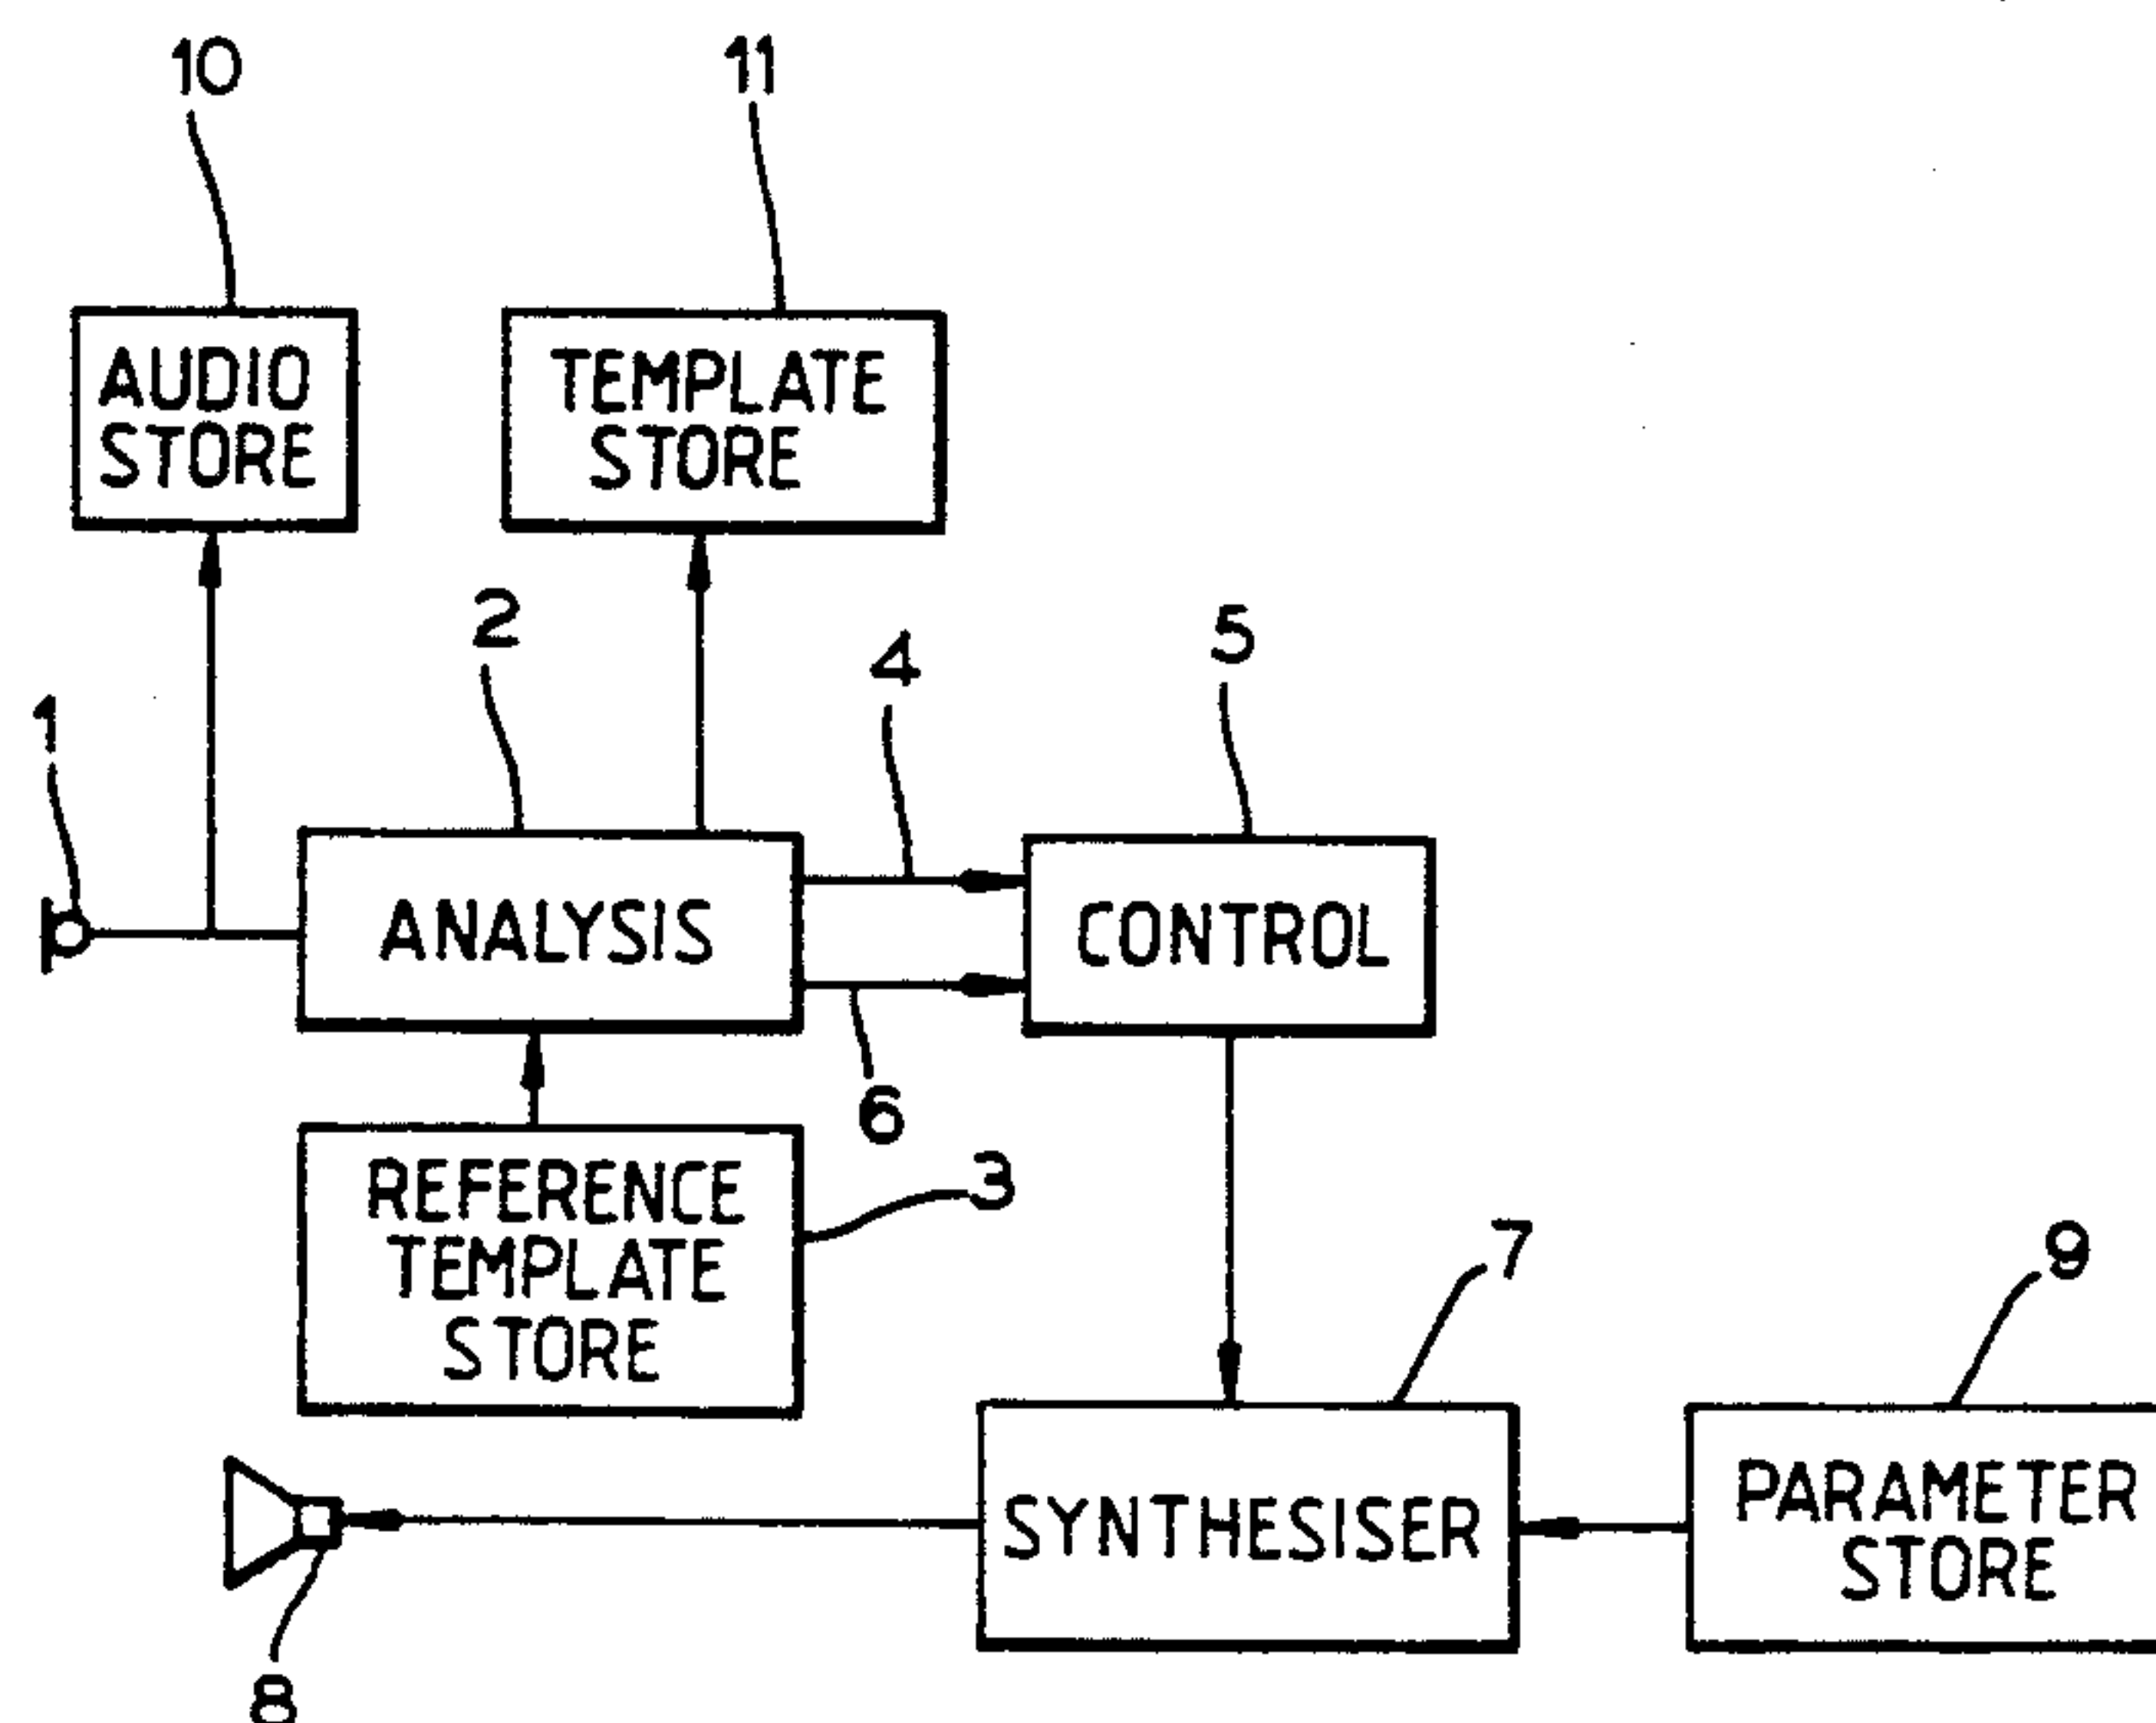 10
11
AUDIO
STORE
TEMPLATE
STORE
2
4
5
1
ANALYSIS
CONTROL
6
REFERENCE
TEMPLATE
STORE
3
7
9
SYNTHESISER
PARAMETER
STORE
8